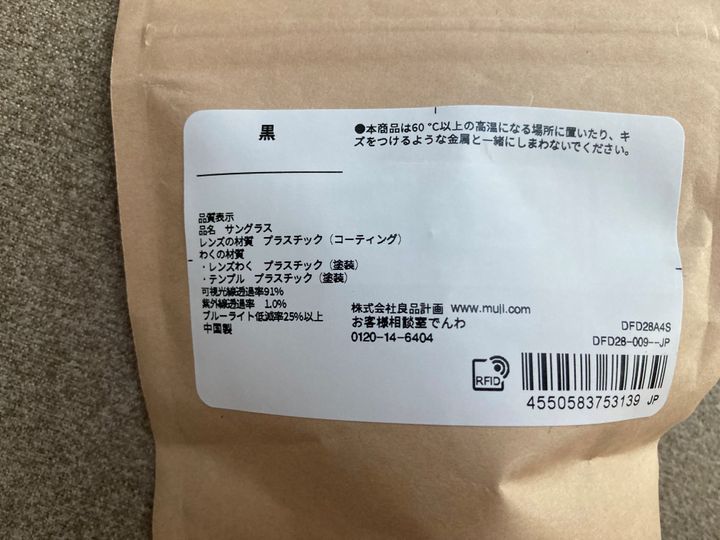 黒
●本商品は60 ℃以上の高温になる場所に置いたり、キ
ズをつけるような金属と一緒にしまわないでください。
品質表示
品名 サングラス
レンズの材質 プラスチック（コーティング）
わくの材質
・レンズわく プラスチック（塗装）
・テンプル プラスチック（塗装）
可視光線透過率91%
紫外線透過率 1.0%
ブルーライト低減率25%以上
中国製
株式会社良品計画 www.muji.com
お客様相談室でんわ
0120-14-6404
DFD28A4S
DFD28-009--JP
RFID
4550583753139 JP